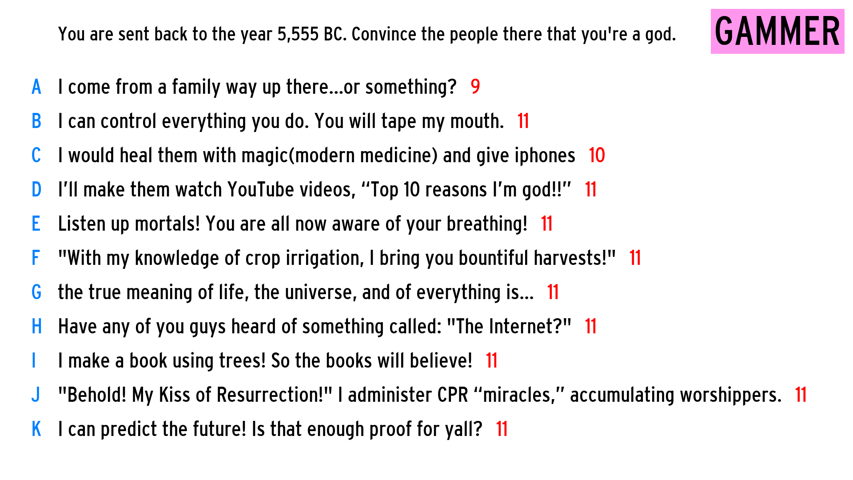 You are sent back to the year 5,555 BC. Convince the people there that you're a god.
GAMMER
A I come from a family way up there...or something? 9
B I can control everything you do. You will tape my mouth. 11
C I would heal them with magic(modern medicine) and give iphones 10
D I’ll make them watch YouTube videos, “Top 10 reasons I’m god!!” 11
E Listen up mortals! You are all now aware of your breathing! 11
F "With my knowledge of crop irrigation, I bring you bountiful harvests!" 11
G the true meaning of life, the universe, and of everything is... 11
H Have any of you guys heard of something called: "The Internet?" 11
I I make a book using trees! So the books will believe! 11
J "Behold! My Kiss of Resurrection!" I administer CPR “miracles,” accumulating worshippers. 11
K I can predict the future! Is that enough proof for yall? 11